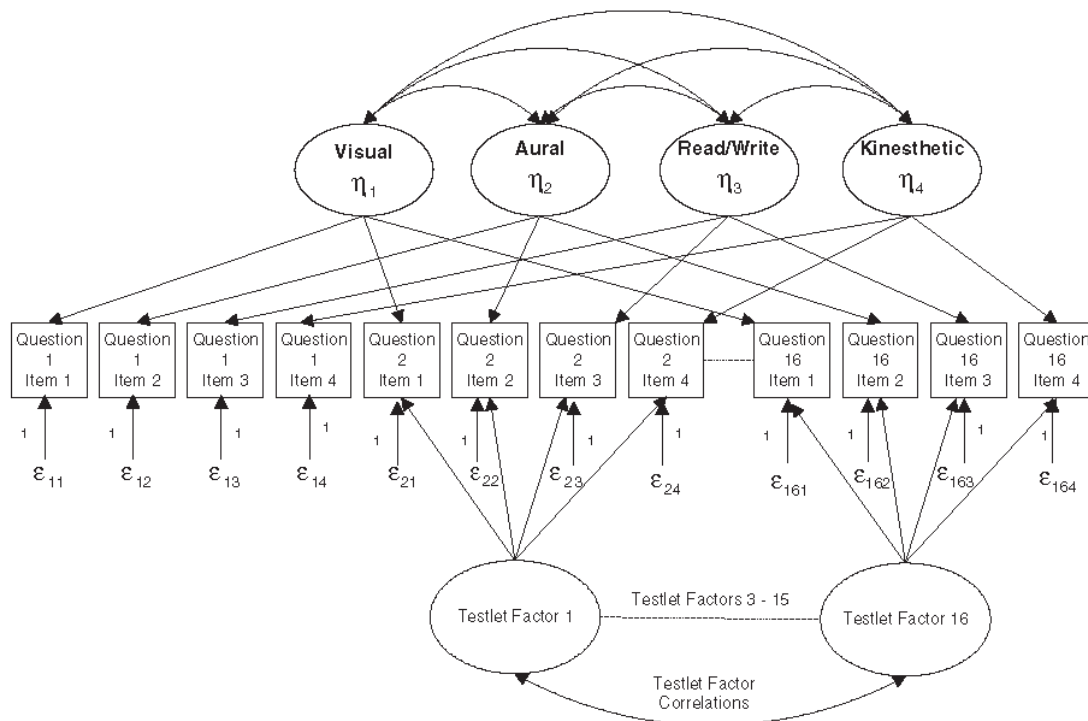 Visual
η1
Aural
η2
Read/Write
η3
Kinesthetic
η4
Question
1
Item 1
Question
1
Item 2
Question
1
Item 3
Question
1
Item 4
Question
2
Item 1
Question
2
Item 2
Question
2
Item 3
Question
2
Item 4
Question
16
Item 1
Question
16
Item 2
Question
16
Item 3
Question
16
Item 4
1
1
1
1
1
1
1
1
1
1
1
1
ε11
ε12
ε13
ε14
ε21
ε22
ε23
ε24
ε161
ε162
ε163
ε164
Testlet Factor 1
Testlet Factors 3 - 15
Testlet Factor 16
Testlet Factor
Correlations